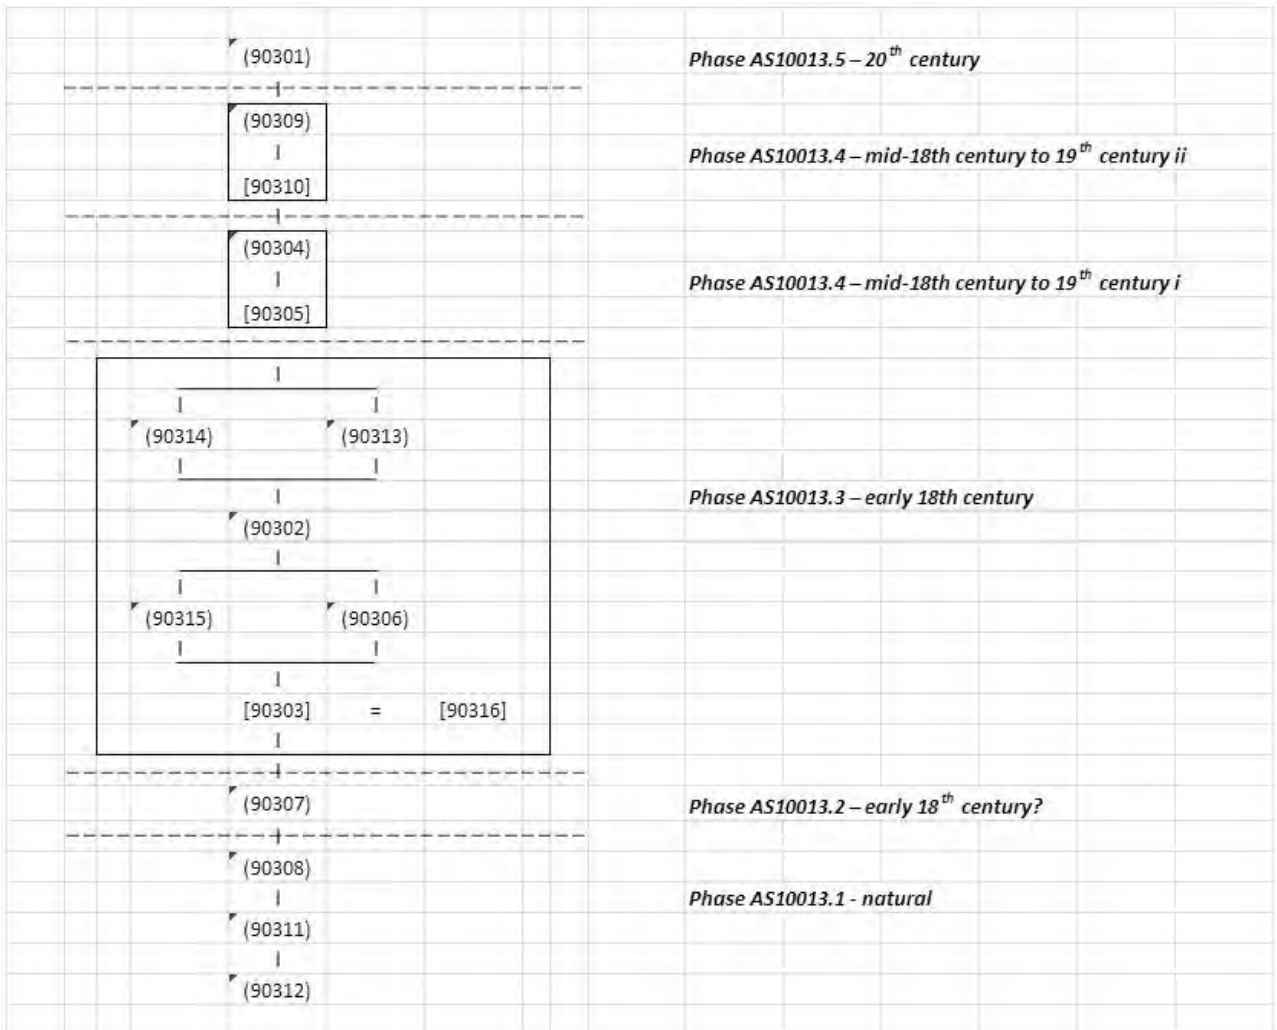 (90301) Phase AS10013.5 – 20th century
(90309)
Phase AS10013.4 – mid-18th century to 19th century ii
[90310]
(90304)
Phase AS10013.4 – mid-18th century to 19th century i
[90305]
(90314) (90313)
Phase AS10013.3 – early 18th century
(90302)
(90315) (90306)
[90303] = [90316]
(90307) Phase AS10013.2 – early 18th century?
(90308)
Phase AS10013.1 - natural
(90311)
(90312)